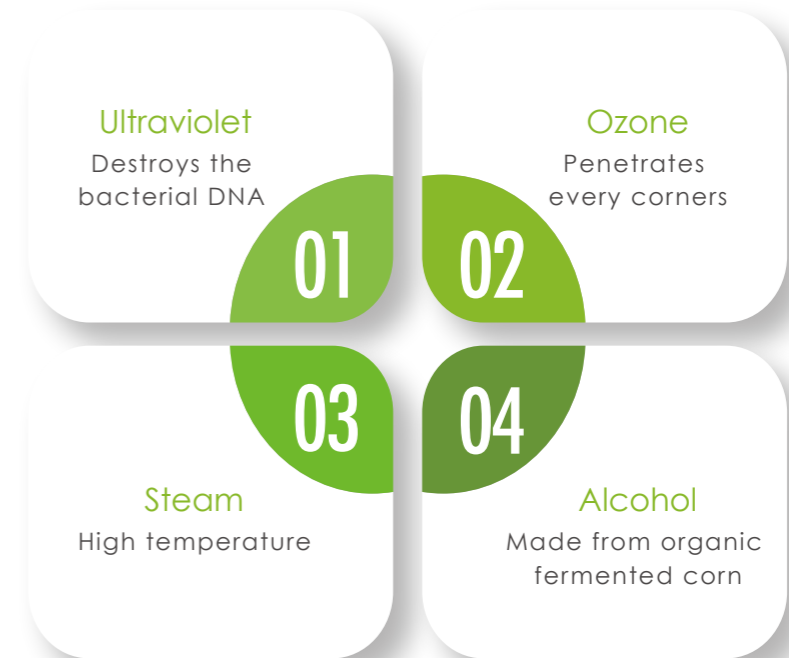 Ultraviolet
Destroys the
bacterial DNA
01
Ozone
Penetrates
every corners
02
03
Steam
High temperature
04
Alcohol
Made from organic
fermented corn